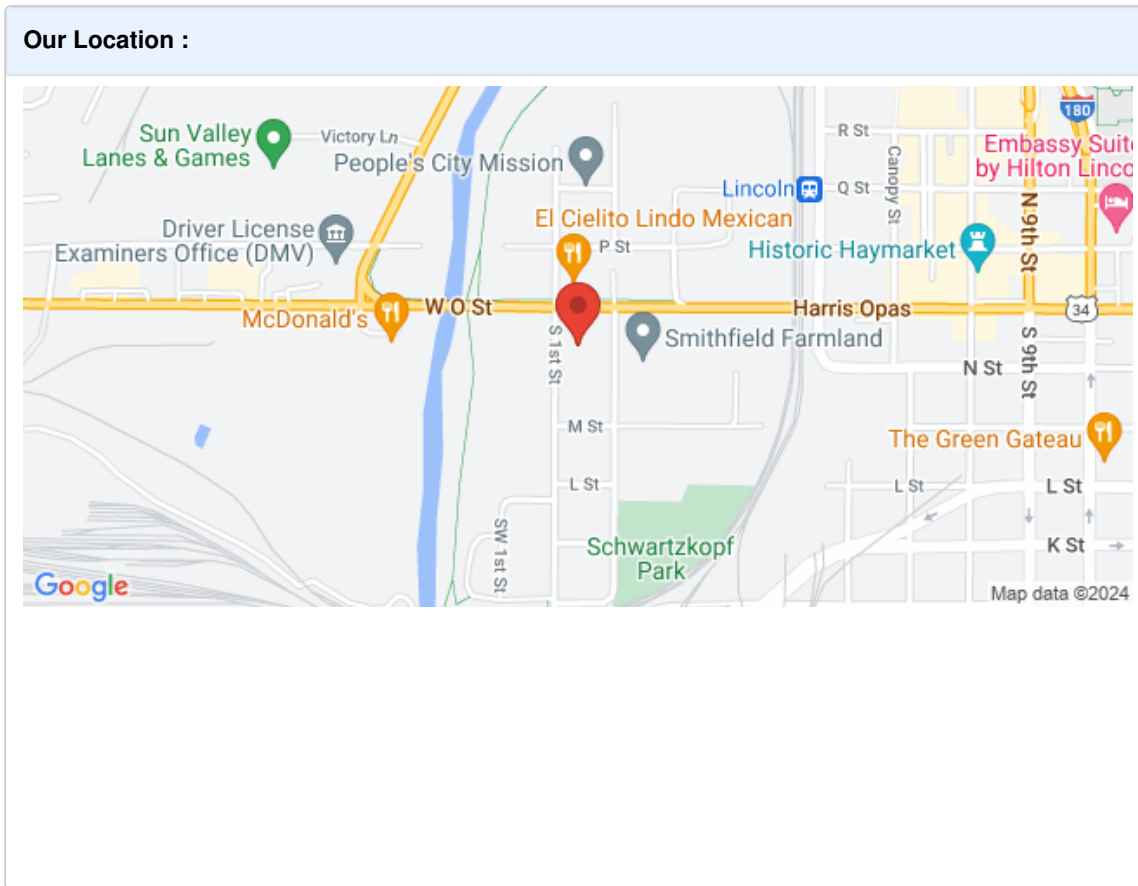 Our Location :
180
Sun Valley
Lanes & Games
Victory Ln
People's City Mission
R St
Canopy St
Embassy Suit
by Hilton Linco
Lincoln
Q St
N 9th St
El Cielito Lindo Mexican
Driver License
Examiners Office (DMV)
P St
Historic Haymarket
McDonald's
W O St
Harris Opas
34
S 1st St
Smithfield Farmland
S 9th St
N St
M St
The Green Gateau
L St
L St
L St
SW 1st St
Schwartzkopf
Park
K St
Google
Map data ©2024